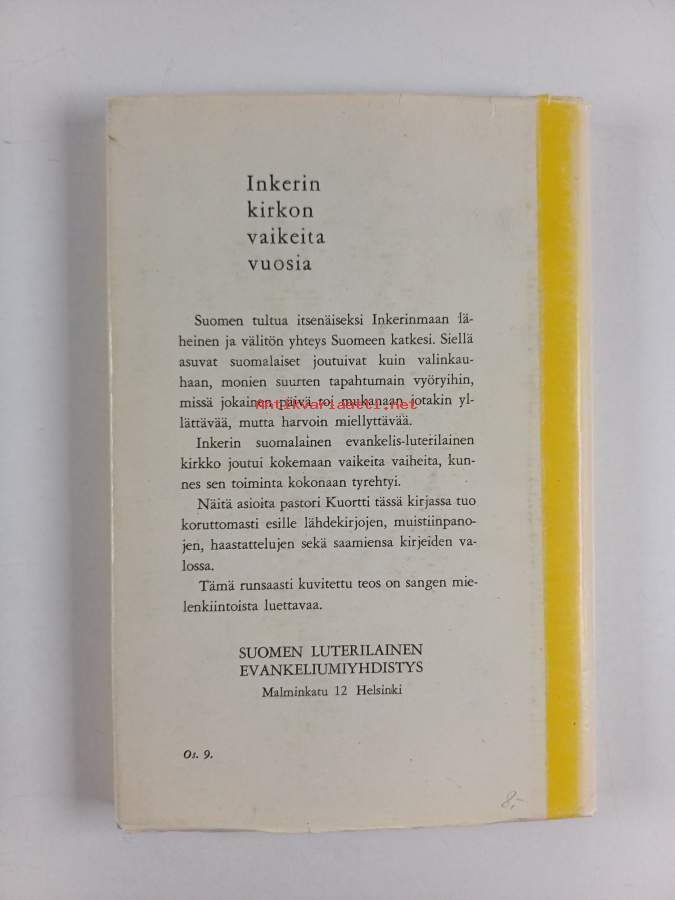 Inkerin
kirkon
vaikeita
vuosia
Suomen tultua itsenäiseksi Inkerinmaan lä-
heinen ja välitön yhteys Suomeen katkesi. Siellä
asuvat suomalaiset joutuivat kuin valinkau-
haan, monien suurten tapahtumain vyöryihin,
missä jokainen päivä toi mukanaan jotakin yl-
Antikvariaatti.net
lättävää, mutta harvoin miellyttävää.
Inkerin suomalainen evankelis-luterilainen
kirkko joutui kokemaan vaikeita vaiheita, kun-
nes sen toiminta kokonaan tyrehtyi.
Näitä asioita pastori Kuortti tässä kirjassa tuo
koruttomasti esille lähdekirjojen, muistiinpano-
jen, haastattelujen sekä saamiensa kirjeiden va-
lossa.
Tämä runsaasti kuvitettu teos on sangen mie-
lenkiintoista luettavaa.
SUOMEN LUTERILAINEN
EVANKELIUMIYHDISTYS
Malminkatu 12 Helsinki
Os. 9.
8,-